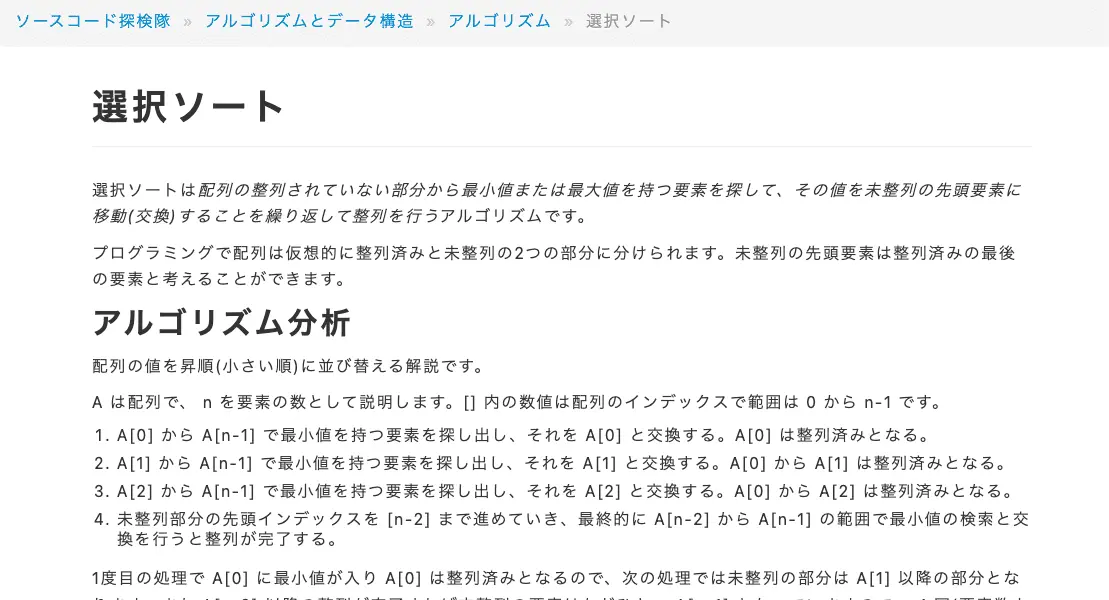 ソースコード探検隊 » アルゴリズムとデータ構造 » アルゴリズム » 選択ソート
選択ソート
選択ソートは配列の整列されていない部分から最小値または最大値を持つ要素を探して、その値を未整列の先頭要素に
移動(交換)することを繰り返して整列を行うアルゴリズムです。
プログラミングで配列は仮想的に整列済みと未整列の2つの部分に分けられます。未整列の先頭要素は整列済みの最後
の要素と考えることができます。
アルゴリズム分析
配列の値を昇順(小さい順)に並び替える解説です。
A は配列で、 n を要素の数として説明します。[] 内の数値は配列のインデックスで範囲は 0 から n-1 です。
1. A[0] から A[n-1] で最小値を持つ要素を探し出し、それを A[0] と交換する。A[0] は整列済みとなる。
2. A[1] から A[n-1] で最小値を持つ要素を探し出し、それを A[1] と交換する。A[0] から A[1] は整列済みとなる。
3. A[2] から A[n-1] で最小値を持つ要素を探し出し、それを A[2] と交換する。A[0] から A[2] は整列済みとなる。
4. 未整列部分の先頭インデックスを [n-2] まで進めていき、最終的に A[n-2] から A[n-1] の範囲で最小値の検索と交
換を行うと整列が完了する。
1度目の処理で A[0] に最小値が入り A[0] は整列済みとなるので、次の処理では未整列の部分は A[1] 以降の部分とな